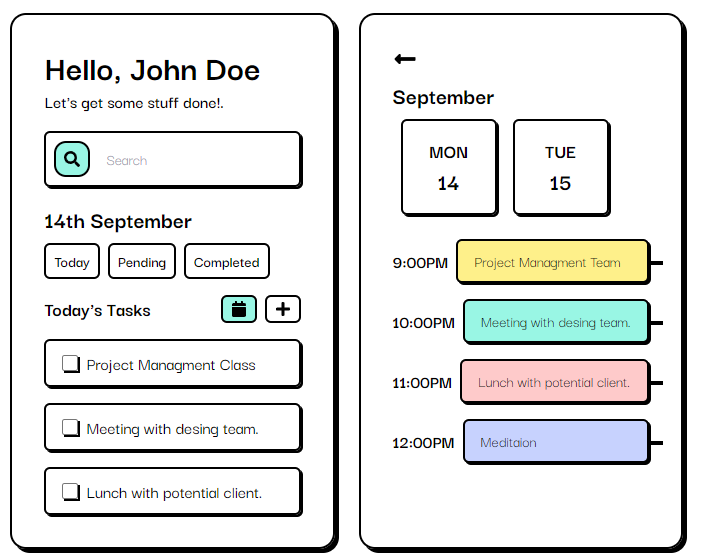 Hello, John Doe
Let's get some stuff done!.
Search
14th September
Today Pending Completed
Today's Tasks
Project Managment Class
Meeting with desing team.
Lunch with potential client.
September
MON TUE
14 15
9:00PM Project Managment Team
10:00PM Meeting with desing team.
11:00PM Lunch with potential client.
12:00PM Meditaion